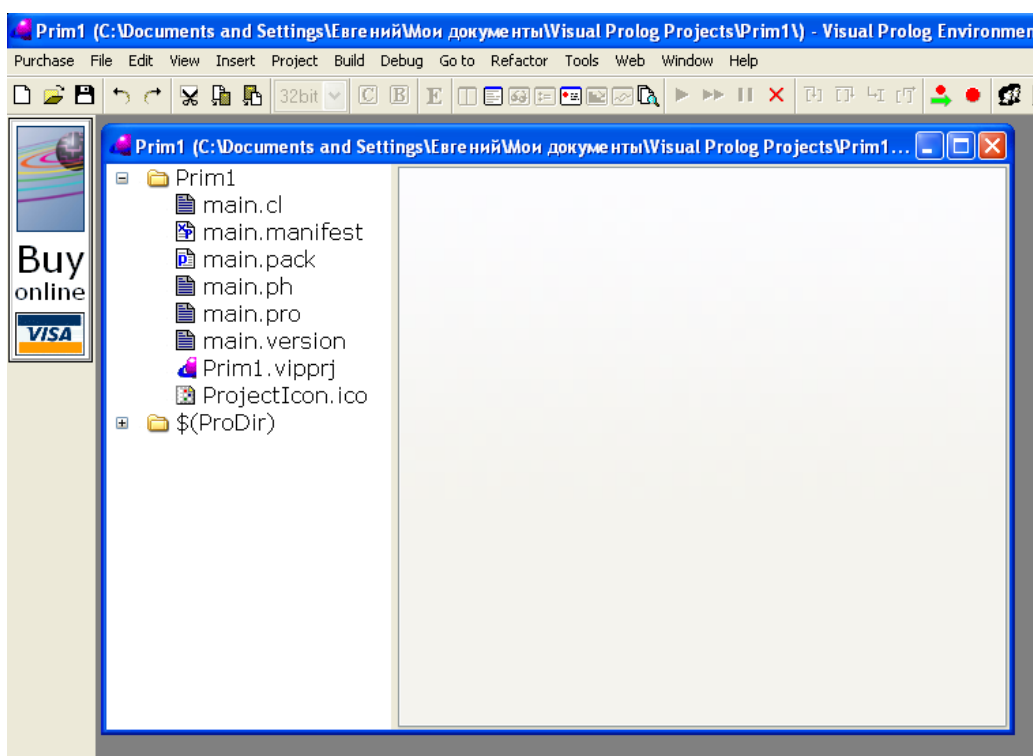 Prim1 (C:\Documents and Settings\Евгений\Мои документы\Visual Prolog Projects\Prim1\) - Visual Prolog Environmen
Purchase File Edit View Insert Project Build Debug Go to Refactor Tools Web Window Help
32bit C B E
Prim1 (C:\Documents and Settings\Евгений\Мои документы\Visual Prolog Projects\Prim1...
Prim1
main.cl
main.manifest
main.pack
main.ph
main.pro
main.version
Prim1.vipprj
ProjectIcon.ico
$(ProDir)
Buy
online
VISA